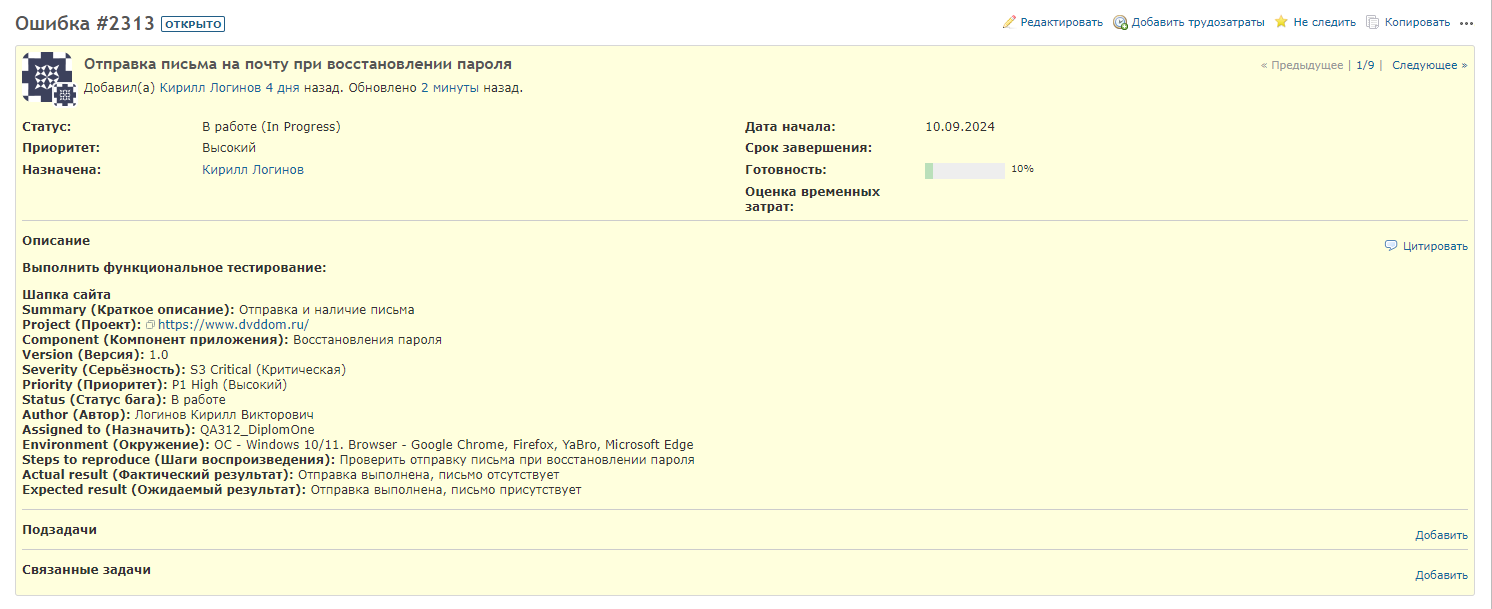 Ошибка #2313 ОТКРЫТО
Редактировать Добавить трудозатраты Не следить Копировать •••
Отправка письма на почту при восстановлении пароля
« Предыдущее | 1/9 | Следующее »
Добавил(а) Кирилл Логинов 4 дня назад. Обновлено 2 минуты назад.
Статус: В работе (In Progress)
Приоритет: Высокий
Назначена: Кирилл Логинов
Дата начала: 10.09.2024
Срок завершения:
Готовность: 10%
Оценка временных
затрат:
Описание
Цитировать
Выполнить функциональное тестирование:
Шапка сайта
Summary (Краткое описание): Отправка и наличие письма
Project (Проект): https://www.dvddom.ru/
Component (Компонент приложения): Восстановления пароля
Version (Версия): 1.0
Severity (Серьёзность): S3 Critical (Критическая)
Priority (Приоритет): P1 High (Высокий)
Status (Статус бага): В работе
Author (Автор): Логинов Кирилл Викторович
Assigned to (Назначить): QA312_DiplomOne
Environment (Окружение): ОС - Windows 10/11. Browser - Google Chrome, Firefox, YaBro, Microsoft Edge
Steps to reproduce (Шаги воспроизведения): Проверить отправку письма при восстановлении пароля
Actual result (Фактический результат): Отправка выполнена, письмо отсутствует
Expected result (Ожидаемый результат): Отправка выполнена, письмо присутствует
Подзадачи
Добавить
Связанные задачи
Добавить